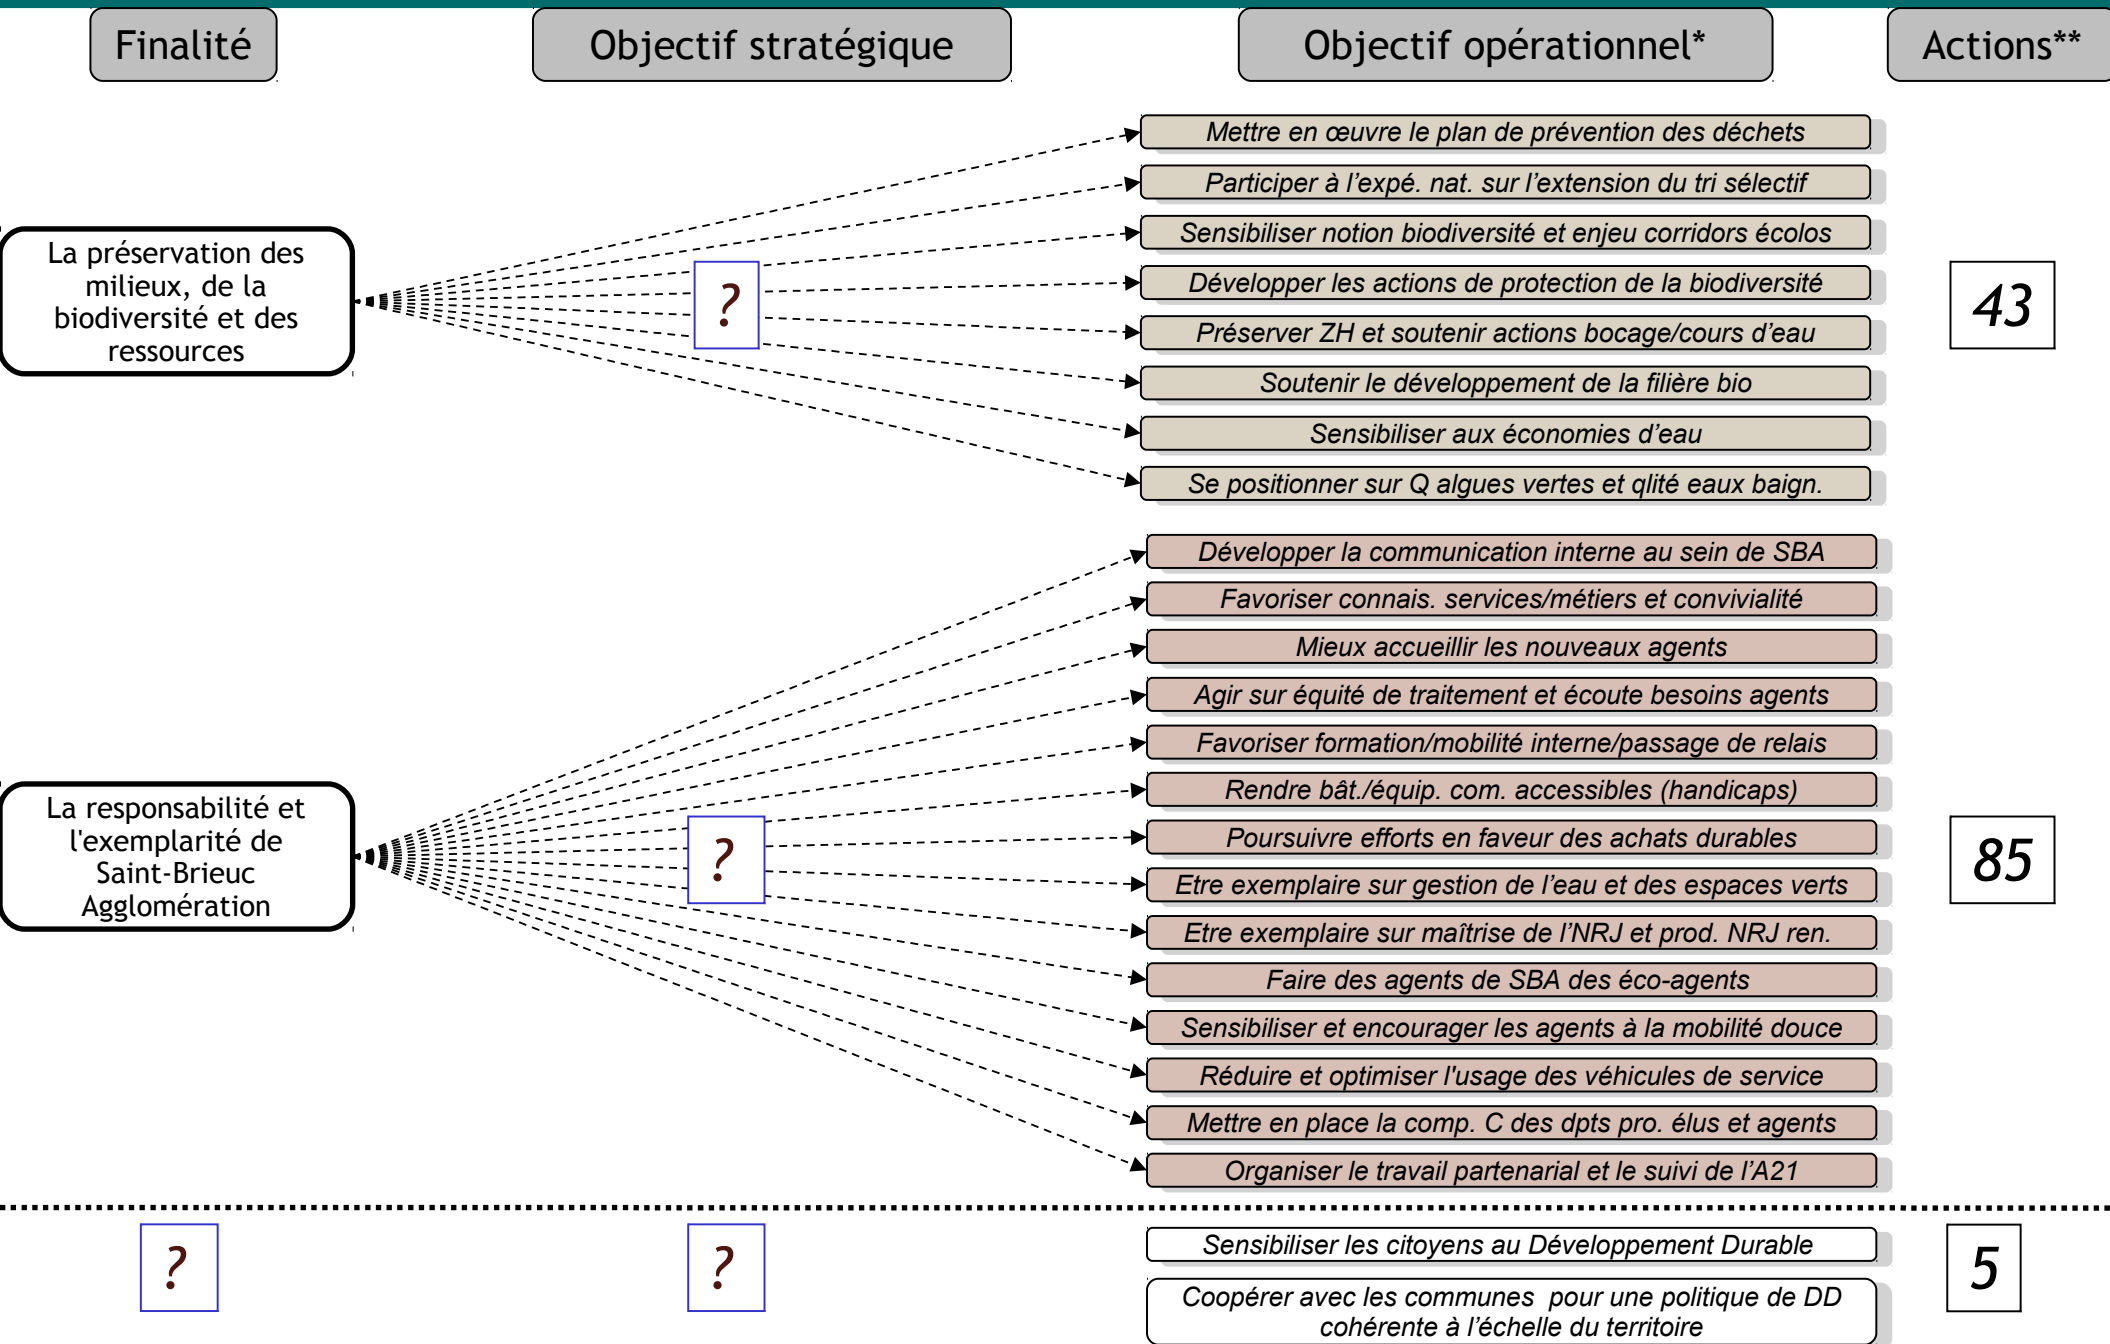 Finalité
Objectif stratégique
Objectif opérationnel*
Actions**
La préservation des
milieux, de la
biodiversité et des
ressources
?
Mettre en œuvre le plan de prévention des déchets
Participer à l’expé. nat. sur l’extension du tri sélectif
Sensibiliser notion biodiversité et enjeu corridors écolos
Développer les actions de protection de la biodiversité
Préserver ZH et soutenir actions bocage/cours d’eau
Soutenir le développement de la filière bio
Sensibiliser aux économies d’eau
Se positionner sur Q algues vertes et qlité eaux baign.
43
La responsabilité et
l'exemplarité de
Saint-Brieuc
Agglomération
?
Développer la communication interne au sein de SBA
Favoriser connais. services/métiers et convivialité
Mieux accueillir les nouveaux agents
Agir sur équité de traitement et écoute besoins agents
Favoriser formation/mobilité interne/passage de relais
Rendre bât./équip. com. accessibles (handicaps)
Poursuivre efforts en faveur des achats durables
Etre exemplaire sur gestion de l’eau et des espaces verts
Etre exemplaire sur maîtrise de l’NRJ et prod. NRJ ren.
Faire des agents de SBA des éco-agents
Sensibiliser et encourager les agents à la mobilité douce
Réduire et optimiser l'usage des véhicules de service
Mettre en place la comp. C des dpts pro. élus et agents
Organiser le travail partenarial et le suivi de l’A21
85
?
?
Sensibiliser les citoyens au Développement Durable
Coopérer avec les communes  pour une politique de DD
cohérente à l’échelle du territoire
5